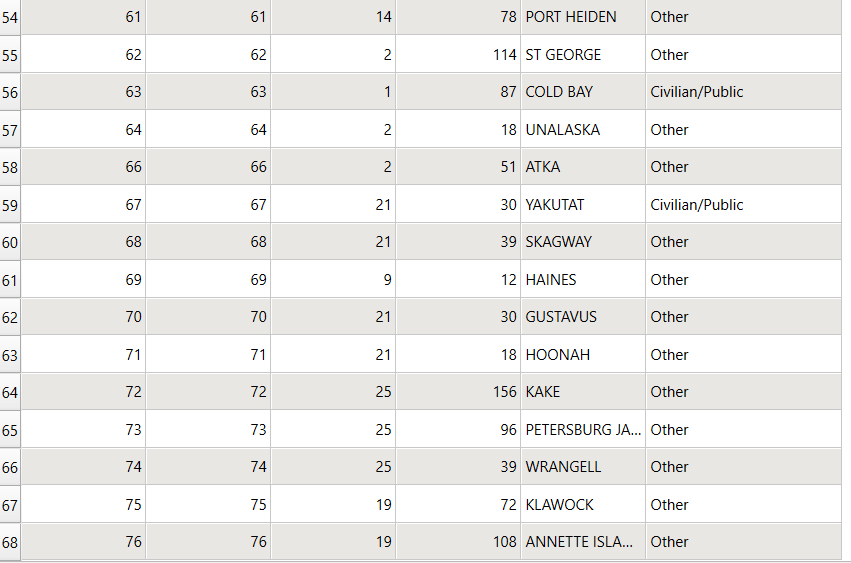 54 61 61 14 78 PORT HEIDEN Other
55 62 62 2 114 ST GEORGE Other
56 63 63 1 87 COLD BAY Civilian/Public
57 64 64 2 18 UNALASKA Other
58 66 66 2 51 ATKA Other
59 67 67 21 30 YAKUTAT Civilian/Public
60 68 68 21 39 SKAGWAY Other
61 69 69 9 12 HAINES Other
62 70 70 21 30 GUSTAVUS Other
63 71 71 21 18 HOONAH Other
64 72 72 25 156 KAKE Other
65 73 73 25 96 PETERSBURG JA... Other
66 74 74 25 39 WRANGELL Other
67 75 75 19 72 KLAWOCK Other
68 76 76 19 108 ANNETTE ISLA... Other